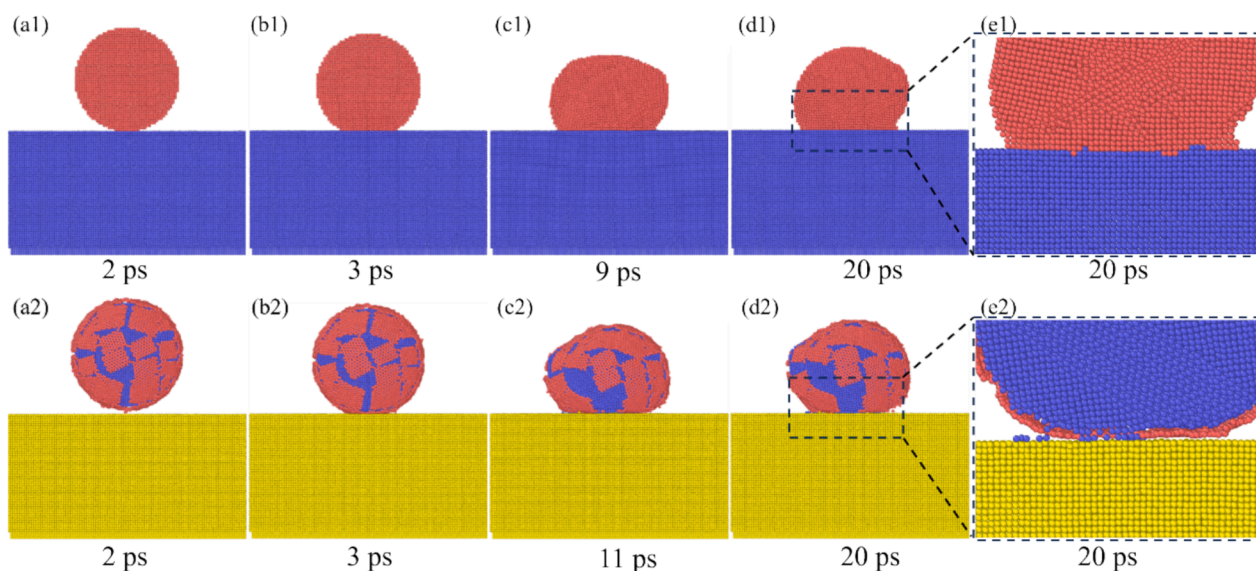 (a1) (b1) (c1) (d1) (e1)
2 ps 3 ps 9 ps 20 ps 20 ps
(a2) (b2) (c2) (d2) (e2)
2 ps 3 ps 11 ps 20 ps 20 ps